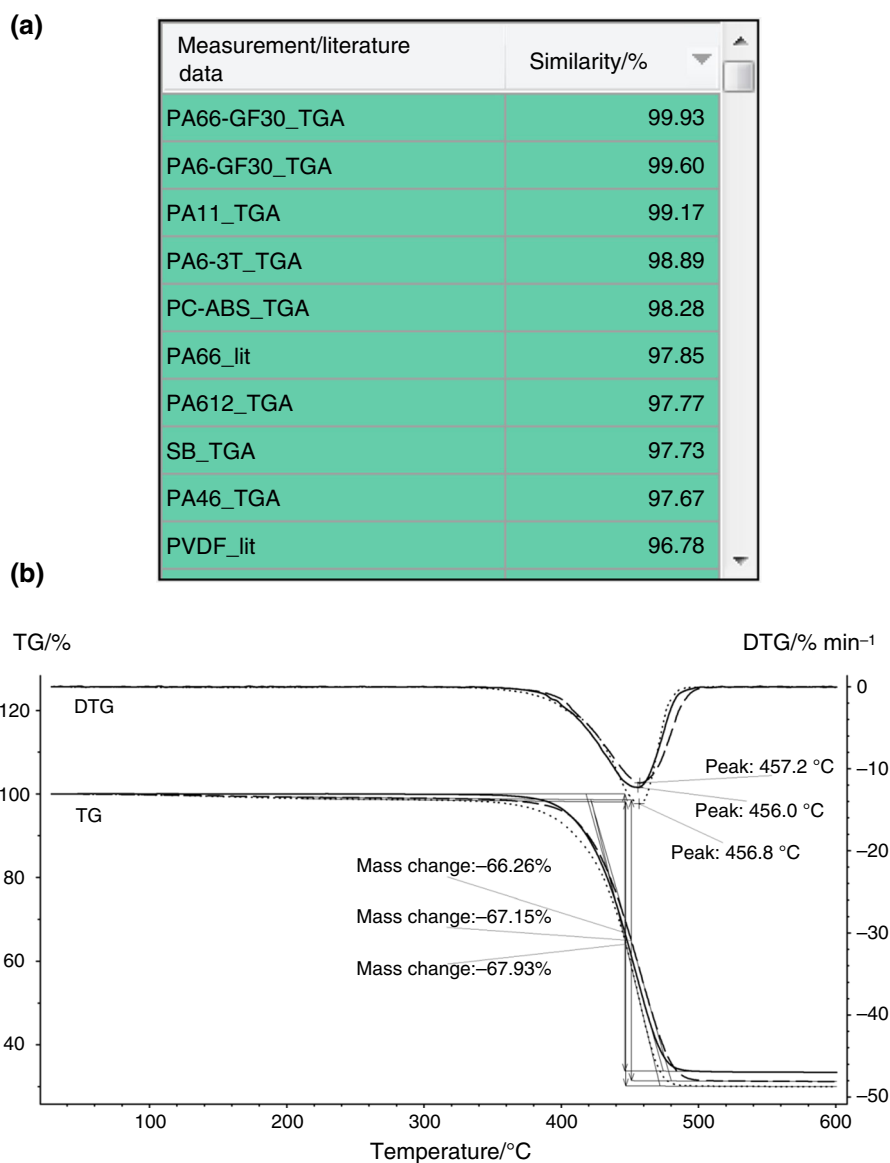 (a)
Measurement/literature
data
Similarity/%
PA66-GF30_TGA 99.93
PA6-GF30_TGA 99.60
PA11_TGA 99.17
PA6-3T_TGA 98.89
PC-ABS_TGA 98.28
PA66_lit 97.85
PA612_TGA 97.77
SB_TGA 97.73
PA46_TGA 97.67
PVDF_lit 96.78
(b)
TG/%
DTG/% min⁻¹
120
100
80
60
40
DTG
TG
Peak: 457.2 °C
Peak: 456.0 °C
Peak: 456.8 °C
Mass change:–66.26%
Mass change:–67.15%
Mass change:–67.93%
0
–10
–20
–30
–40
–50
100 200 300 400 500 600
Temperature/°C